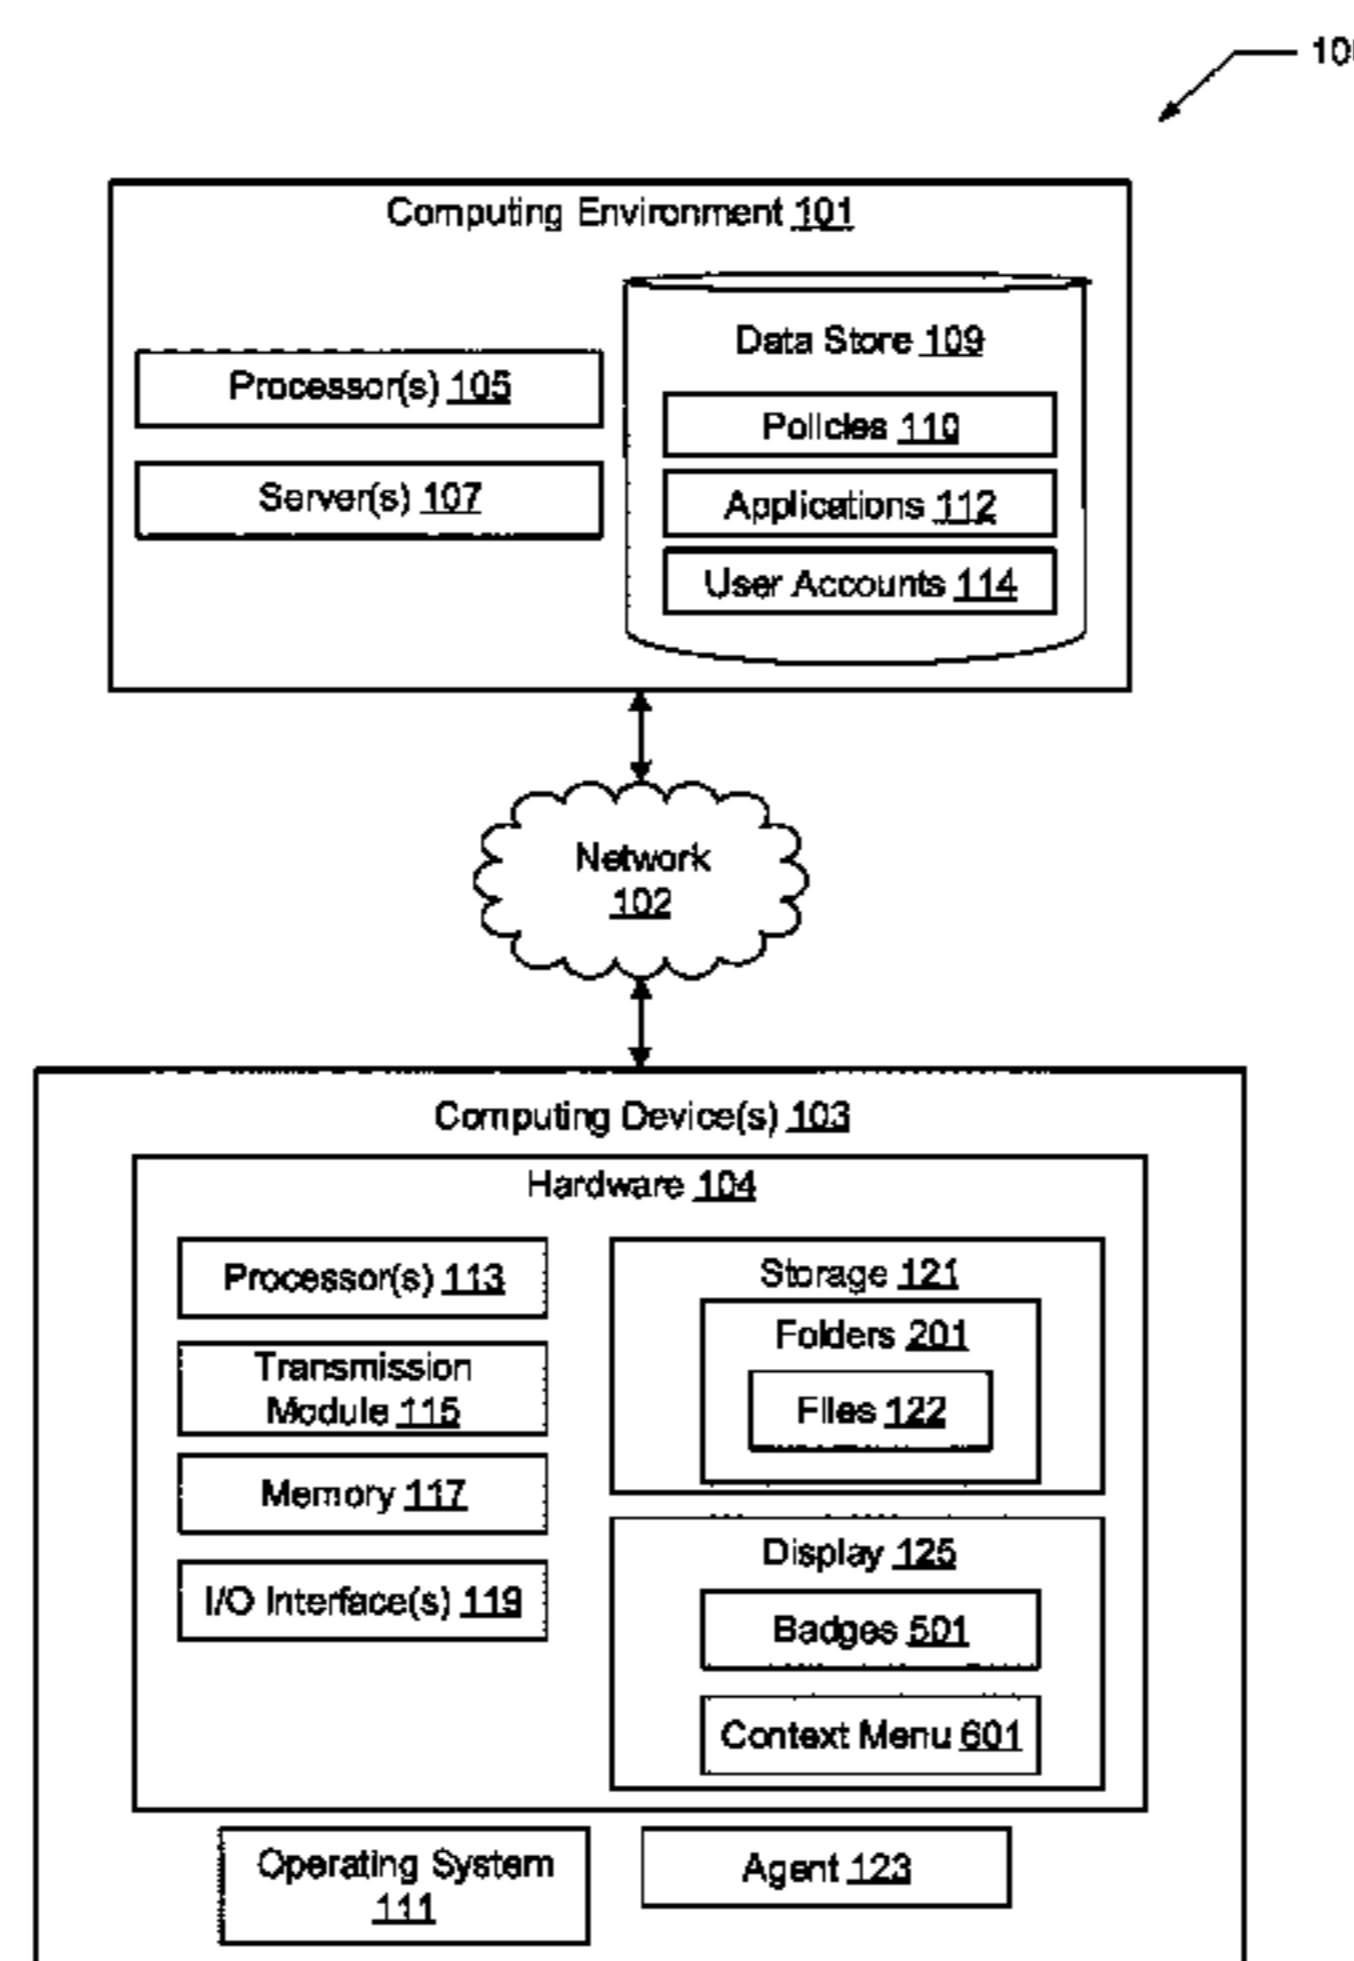 Computing Environment 101
Data Store 109
Processor(s) 105
Policies 110
Server(s) 107
Applications 112
User Accounts 114
Network
102
Computing Device(s) 103
Hardware 104
Processor(s) 113
Transmission
Module 115
Memory 117
I/O Interface(s) 119
Storage 121
Folders 201
Files 122
Display 125
Badges 501
Context Menu 601
Operating System
111
Agent 123